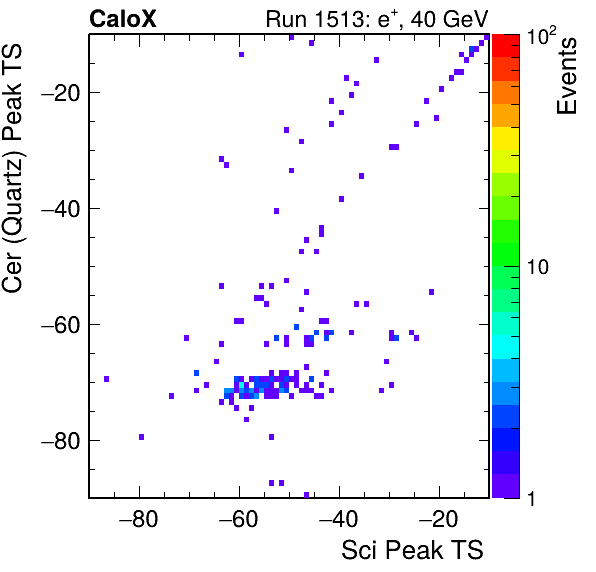 CaloX
Run 1513: e⁺, 40 GeV
Cer (Quartz) Peak TS
−20
−40
−60
−80
−80
−60
−40
−20
Sci Peak TS
10²
10
1
Events